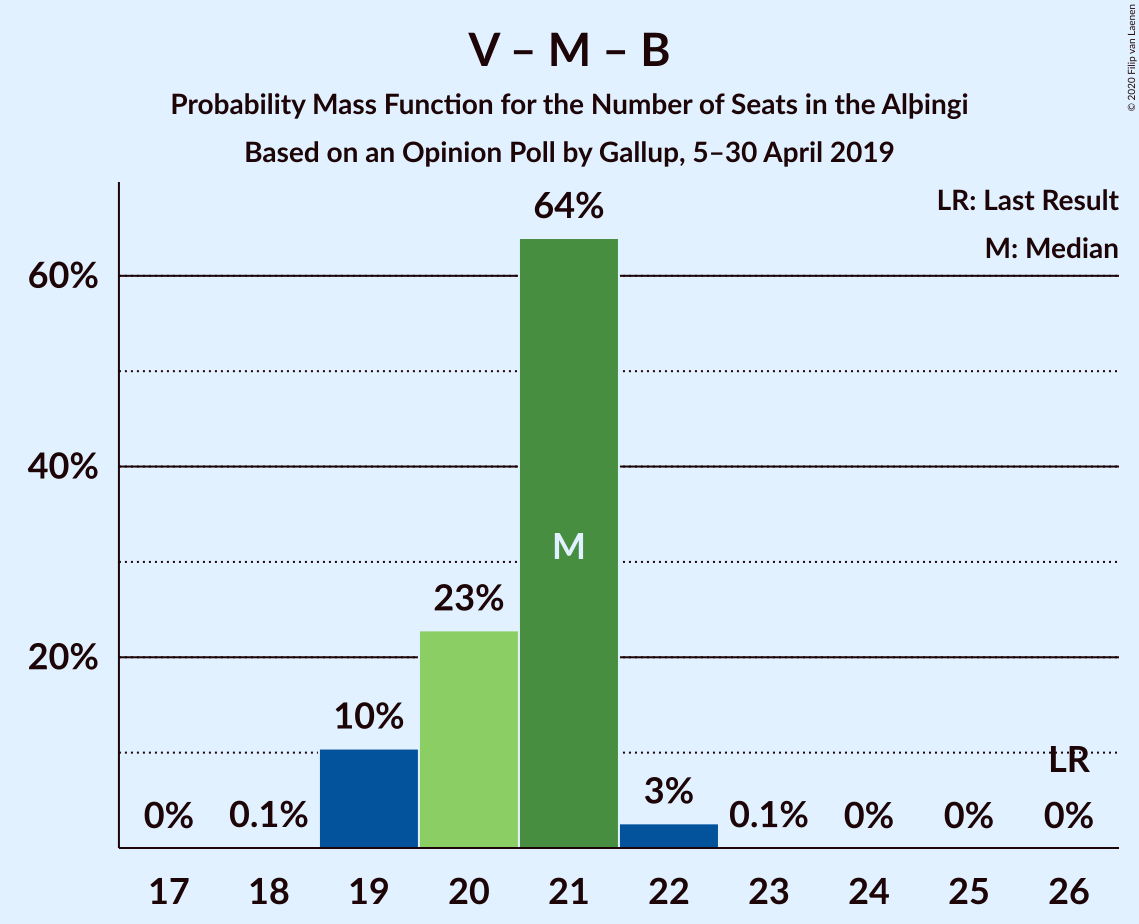 V – M – B
Probability Mass Function for the Number of Seats in the Alþingi
Based on an Opinion Poll by Gallup, 5–30 April 2019
© 2020 Filip van Laenen
LR: Last Result
M: Median
60%
40%
20%
0%
0.1%
10%
23%
64%
M
3%
0.1%
0%
0%
LR
0%
17 18 19 20 21 22 23 24 25 26